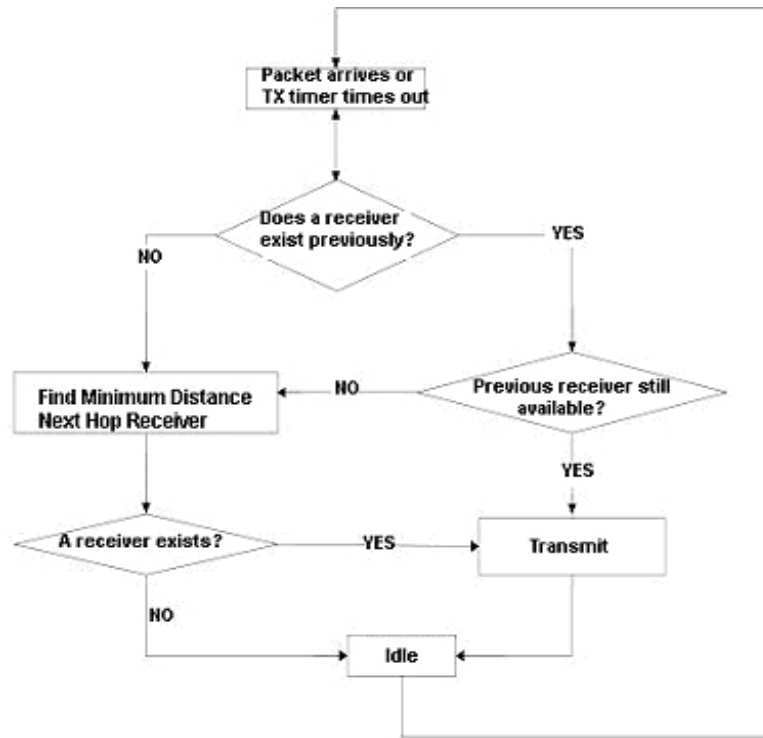 Packet arrives or
TX timer times out
Does a receiver
exist previously?
NO
YES
Find Minimum Distance
Next Hop Receiver
NO
Previous receiver still
available?
YES
A receiver exists?
YES
Transmit
NO
Idle